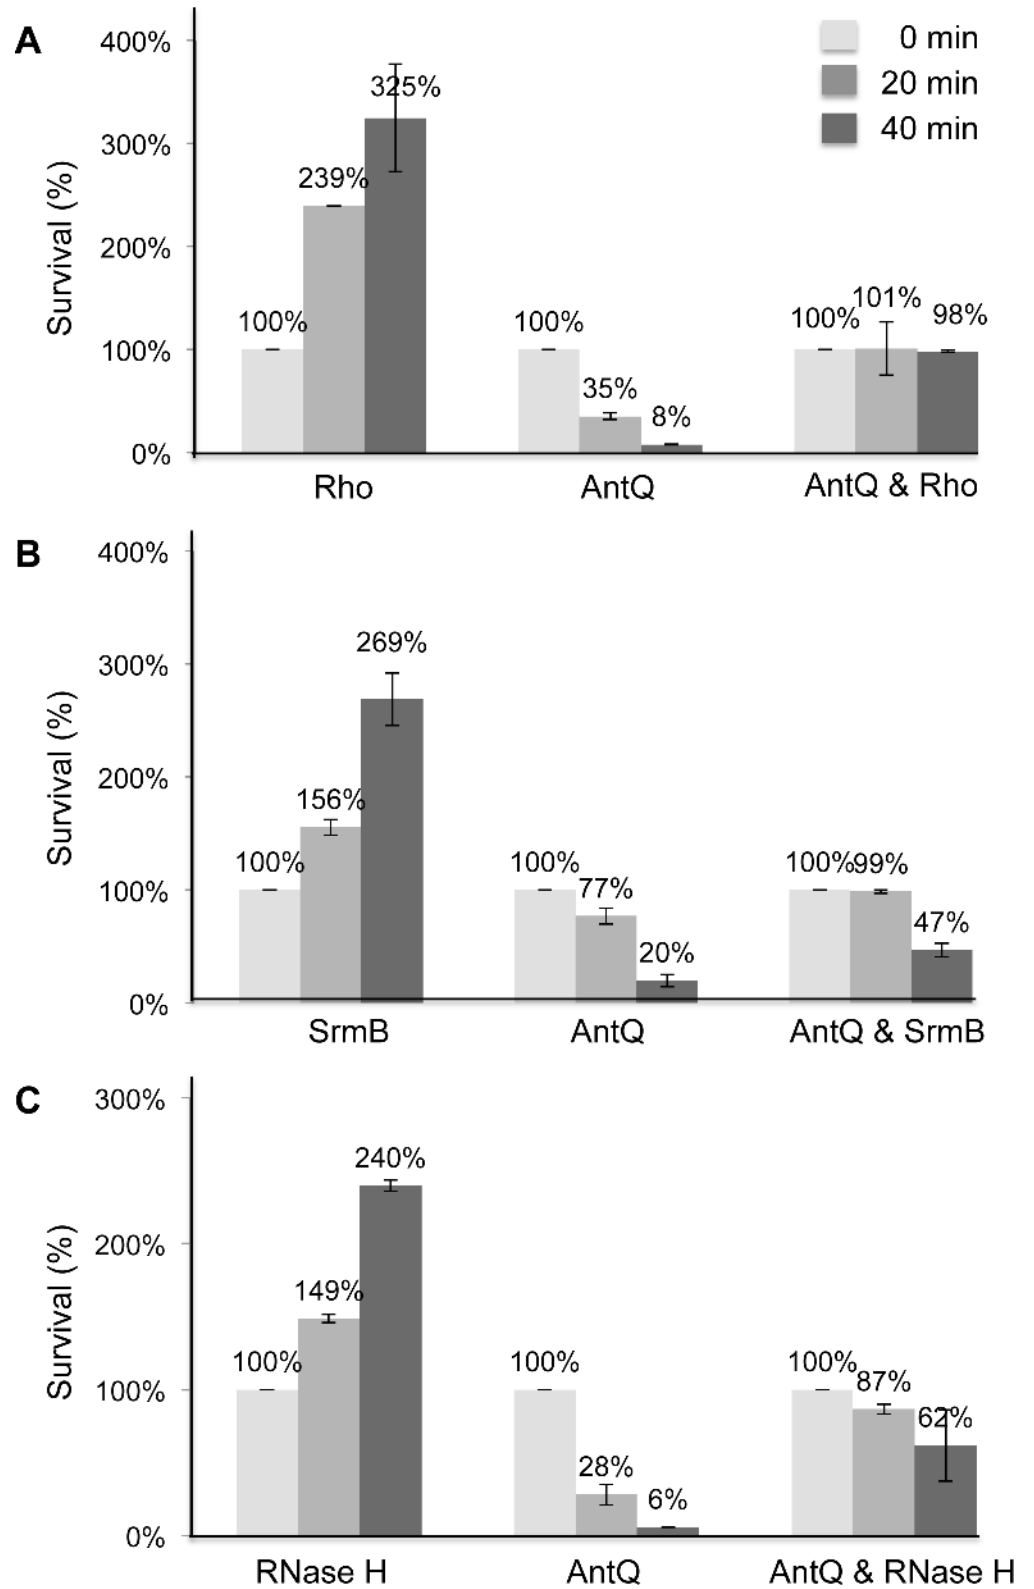 A
400%
300%
200%
100%
0%
Survival (%)
0 min
20 min
40 min
100%
239%
325%
100%
35%
8%
100%
101%
98%
Rho
AntQ
AntQ & Rho
B
400%
300%
200%
100%
0%
Survival (%)
100%
156%
269%
100%
77%
20%
100%
99%
47%
SrmB
AntQ
AntQ & SrmB
C
300%
200%
100%
0%
Survival (%)
100%
149%
240%
100%
28%
6%
100%
87%
62%
RNase H
AntQ
AntQ & RNase H